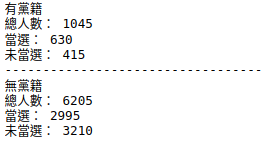 有黨籍
總人數： 1045
當選： 630
未當選： 415
----------------------------------
無黨籍
總人數： 6205
當選： 2995
未當選： 3210